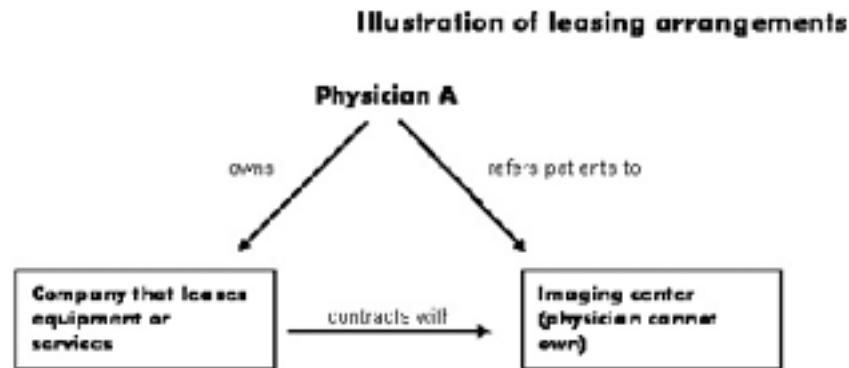 Illustration of leasing arrangements
Physician A
owns
refers patients to
Company that leases
equipment or
services
contracts with
Imaging center
(physician cannot
own)